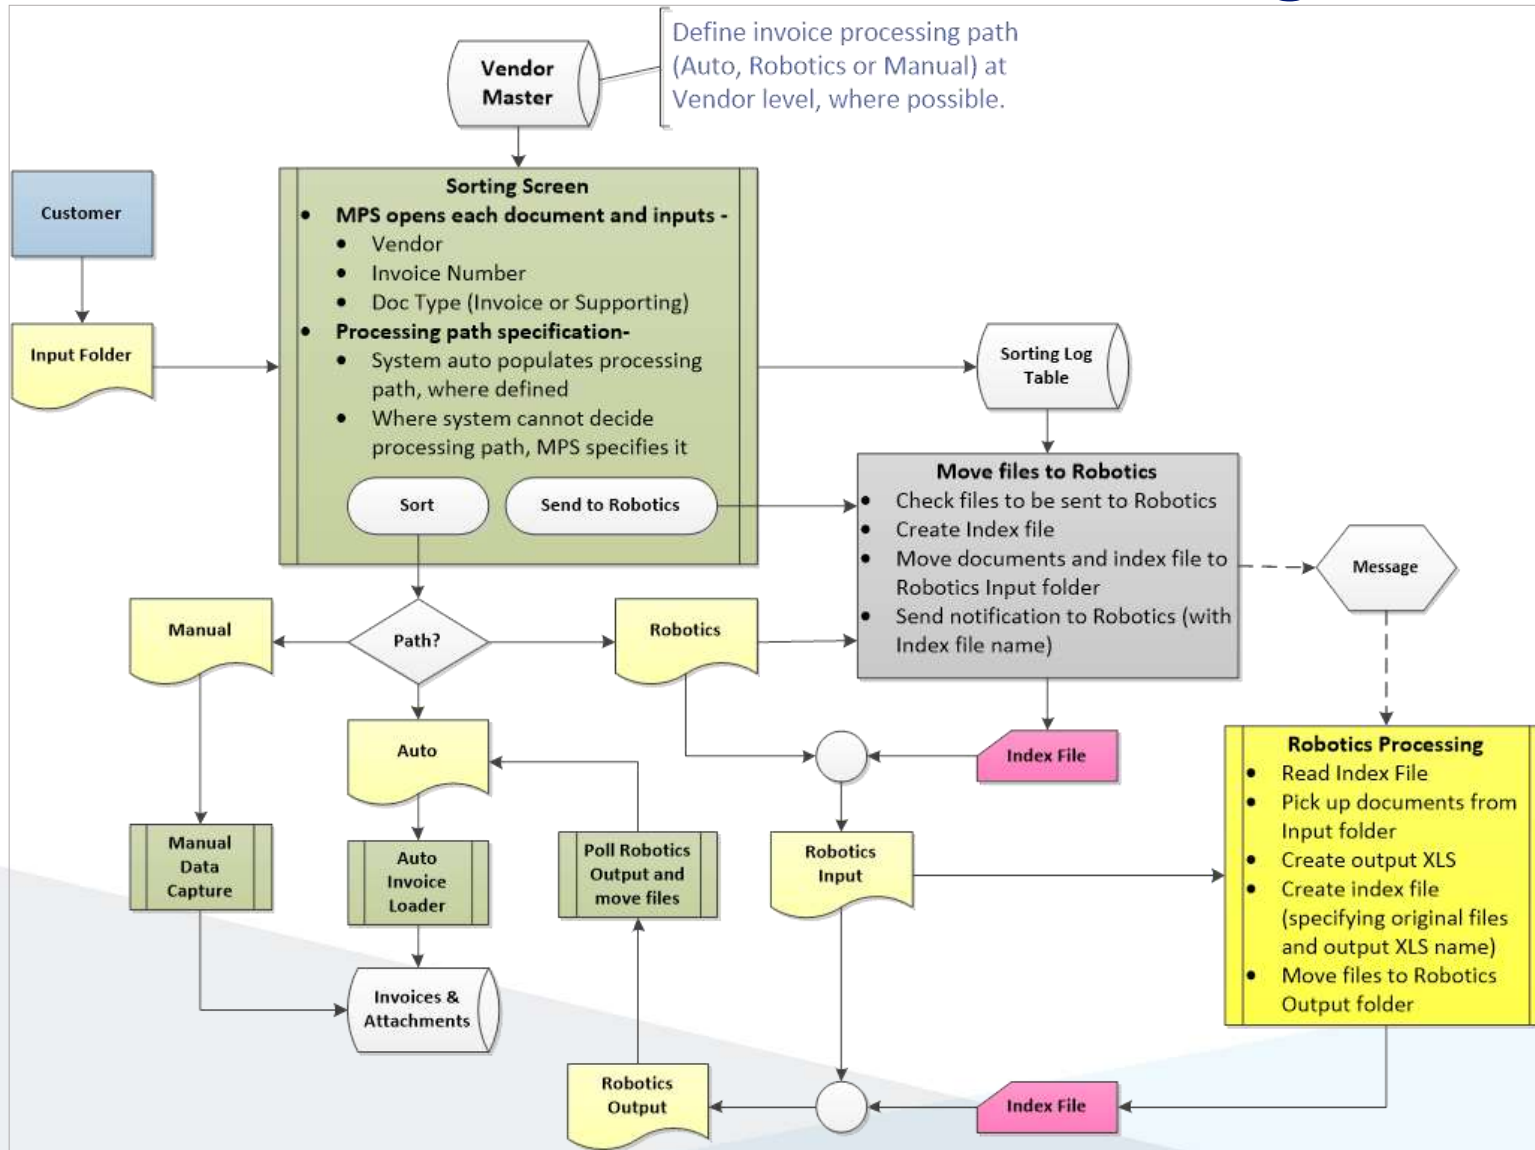 Define invoice processing path
(Auto, Robotics or Manual) at
Vendor level, where possible.
Vendor
Master
Customer
Input Folder
Sorting Screen
• MPS opens each document and inputs -
• Vendor
• Invoice Number
• Doc Type (Invoice or Supporting)
• Processing path specification-
• System auto populates processing
path, where defined
• Where system cannot decide
processing path, MPS specifies it
Sort
Send to Robotics
Sorting Log
Table
Move files to Robotics
• Check files to be sent to Robotics
• Create Index file
• Move documents and index file to
Robotics Input folder
• Send notification to Robotics (with
Index file name)
Message
Manual
Path?
Robotics
Auto
Index File
Robotics Processing
• Read Index File
• Pick up documents from
Input folder
• Create output XLS
• Create index file
(specifying original files
and output XLS name)
• Move files to Robotics
Output folder
Manual
Data
Capture
Auto
Invoice
Loader
Poll Robotics
Output and
move files
Robotics
Input
Invoices &
Attachments
Robotics
Output
Index File